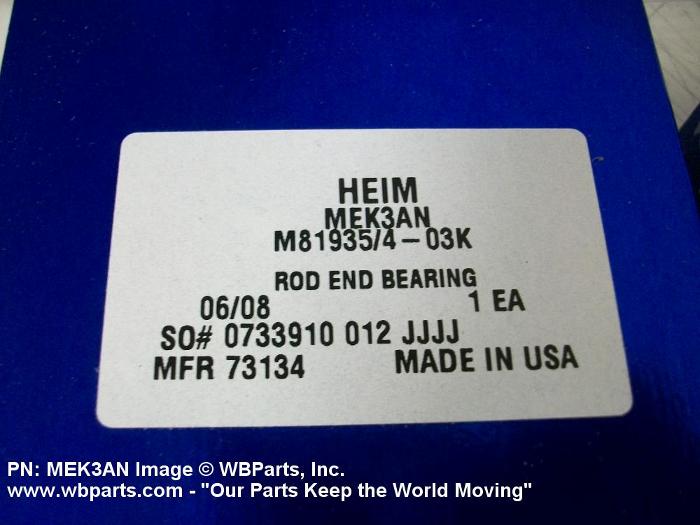 HEIM
MEK3AN
M81935/4-03K
ROD END BEARING
06/08 1 EA
SO# 0733910 012 JJJJ
MFR 73134 MADE IN USA
PN: MEK3AN Image © WBParts, Inc.
www.wbparts.com - "Our Parts Keep the World Moving"